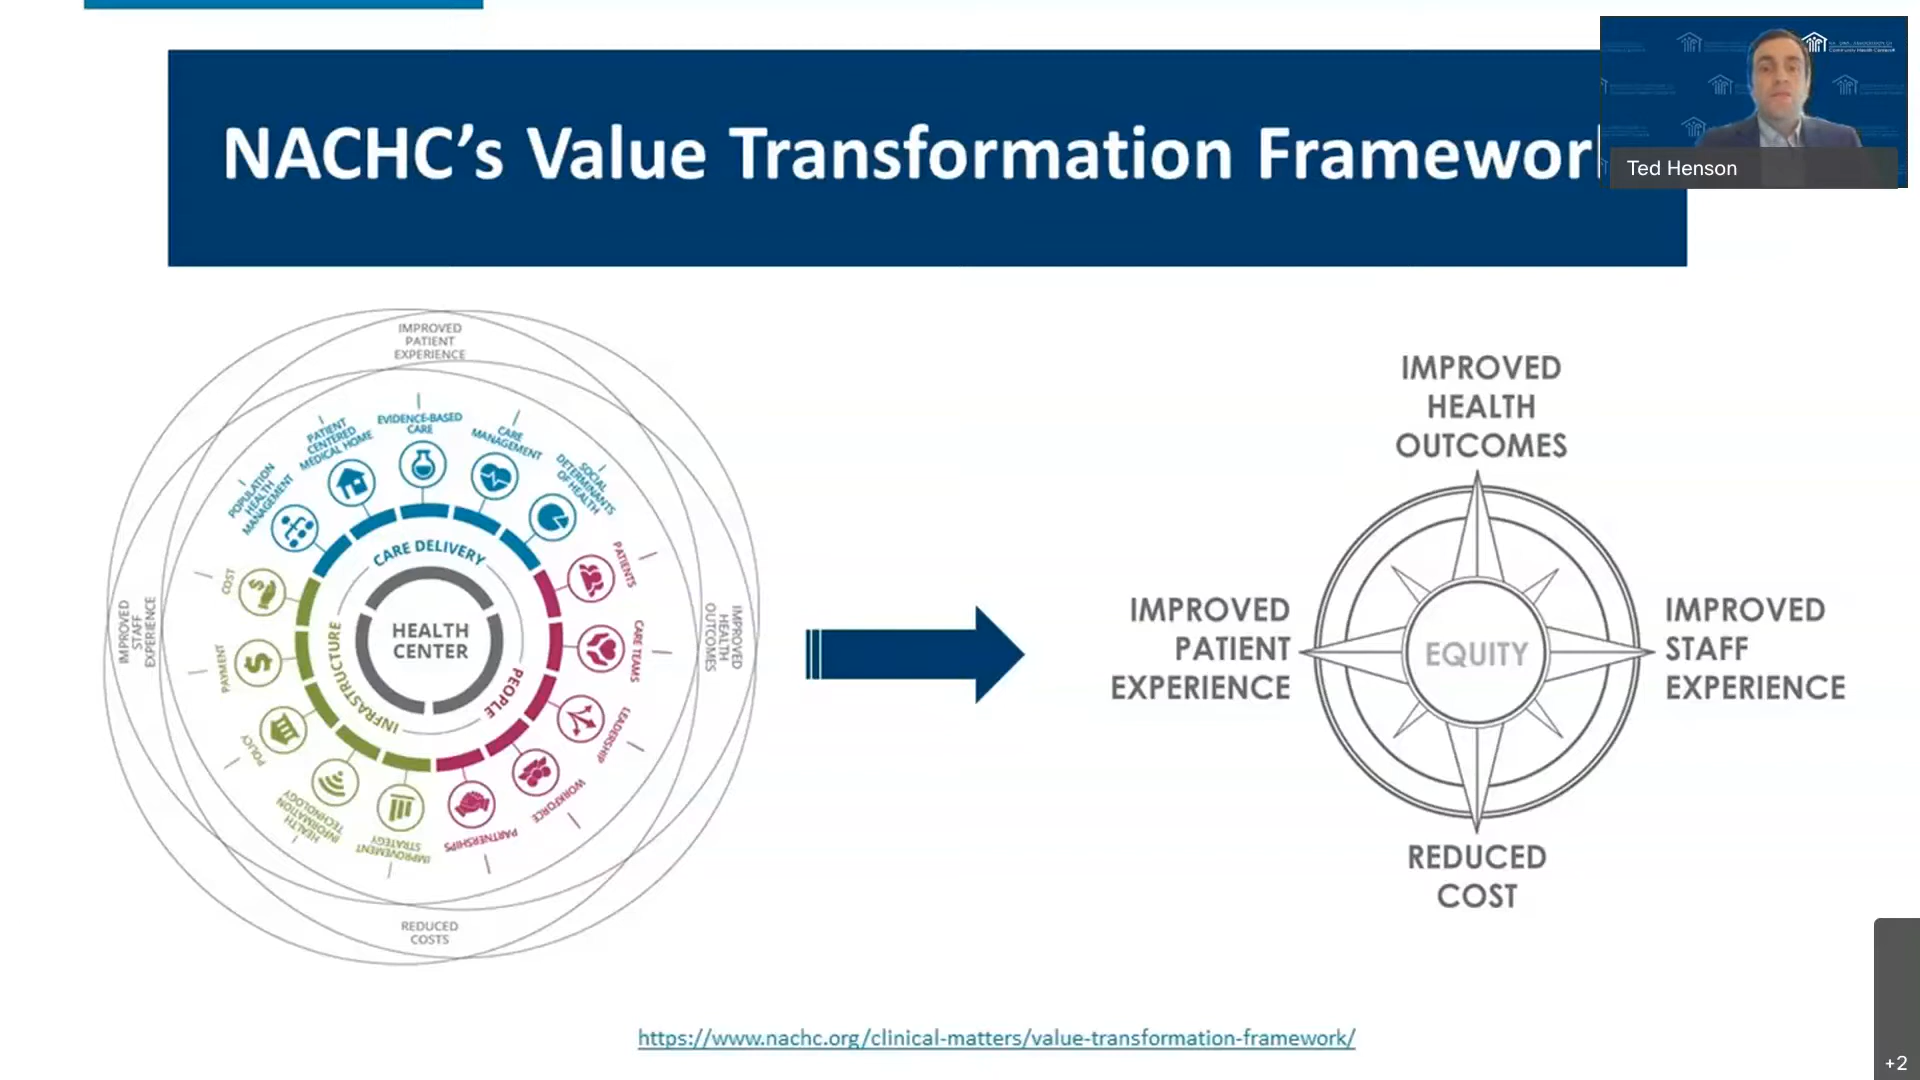 NACHC's Value Transformation Framewor
Ted Henson
IMPROVED
PATIENT
EXPERIENCE
EVIDENCE-BASED
CARE
CARE
MANAGEMENT
SOCIAL
DETERMINANTS
OF HEALTH
PATIENT
CENTERED
MEDICAL HOME
POPULATION
HEALTH
MANAGEMENT
COST
PAYMENT
POLICY
HEALTH
INFORMATION
TECHNOLOGY
IMPROVEMENT
STRATEGY
PATIENTS
CARE TEAMS
LEADERSHIP
WORKFORCE
PARTNERSHIPS
CARE DELIVERY
INFRASTRUCTURE
PEOPLE
HEALTH
CENTER
IMPROVED
STAFF
EXPERIENCE
IMPROVED
HEALTH
OUTCOMES
REDUCED
COSTS
IMPROVED
HEALTH
OUTCOMES
IMPROVED
PATIENT
EXPERIENCE
EQUITY
IMPROVED
STAFF
EXPERIENCE
REDUCED
COST
https://www.nachc.org/clinical-matters/value-transformation-framework/
+2